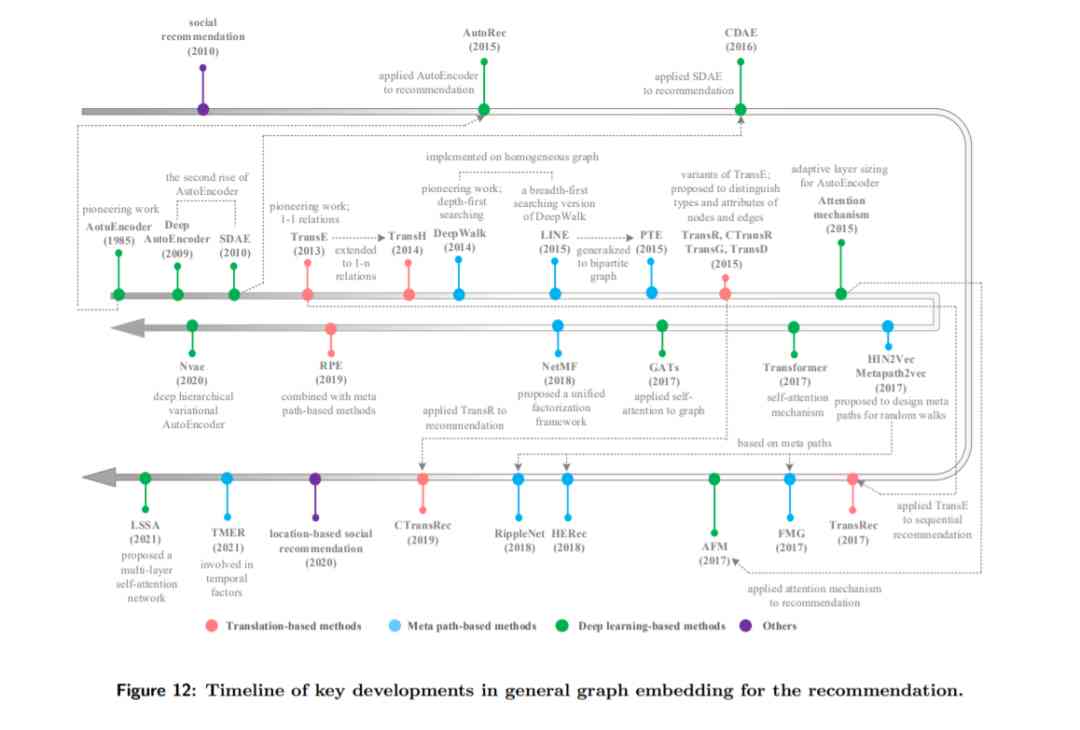 social
recommendation
(2010)
AutoRec
(2015)
applied AutoEncoder
to recommendation
CDAE
(2016)
applied SDAE
to recommendation
pioneering work
AotuEncoder
(1985)
the second rise of
AutoEncoder
Deep
AutoEncoder
(2009)
SDAE
(2010)
pioneering work;
1-1 relations
TransE
(2013)
extended
to 1-n
relations
TransH
(2014)
implemented on homogeneous graph
pioneering work;
depth-first
searching
DeepWalk
(2014)
a breadth-first
searching version
of DeepWalk
LINE
(2015)
generalized
to bipartite
graph
PTE
(2015)
variants of TransE;
proposed to distinguish
types and attributes of
nodes and edges
TransR, CTransR
TransG, TransD
(2015)
adaptive layer sizing
for AutoEncoder
Attention
mechanism
(2015)
Nvae
(2020)
deep hierarchical
variational
AutoEncoder
RPE
(2019)
combined with meta
path-based methods
NetMF
(2018)
proposed a unified
factorization
framework
GATs
(2017)
applied self-
attention to graph
Transformer
(2017)
self-attention
mechanism
HIN2Vec
Metapath2vec
(2017)
proposed to design meta
paths for random walks
applied TransR to
recommendation
based on meta paths
LSSA
(2021)
proposed a
multi-layer
self-attention
network
TMER
(2021)
involved in
temporal
factors
location-based social
recommendation
(2020)
CTransRec
(2019)
RippleNet
(2018)
HERec
(2018)
AFM
(2017)
FMG
(2017)
TransRec
(2017)
applied TransE
to sequential
recommendation
applied attention mechanism
to recommendation
Translation-based methods
Meta path-based methods
Deep learning-based methods
Others
Figure 12: Timeline of key developments in general graph embedding for the recommendation.